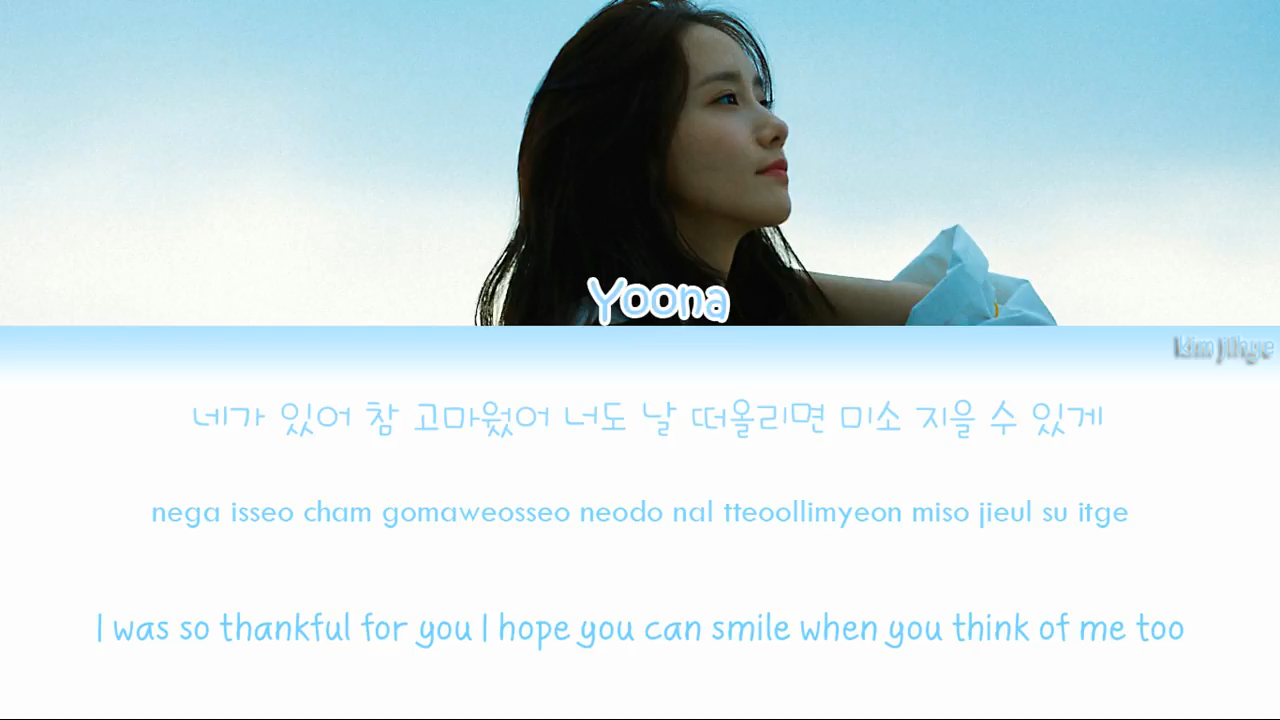 Yoona
kim jihye
네가 있어 참 고마웠어 너도 날 떠올리면 미소 지을 수 있게
nega isseo cham gomaweosseo neodo nal tteoollimyeon miso jieul su itge
I was so thankful for you I hope you can smile when you think of me too